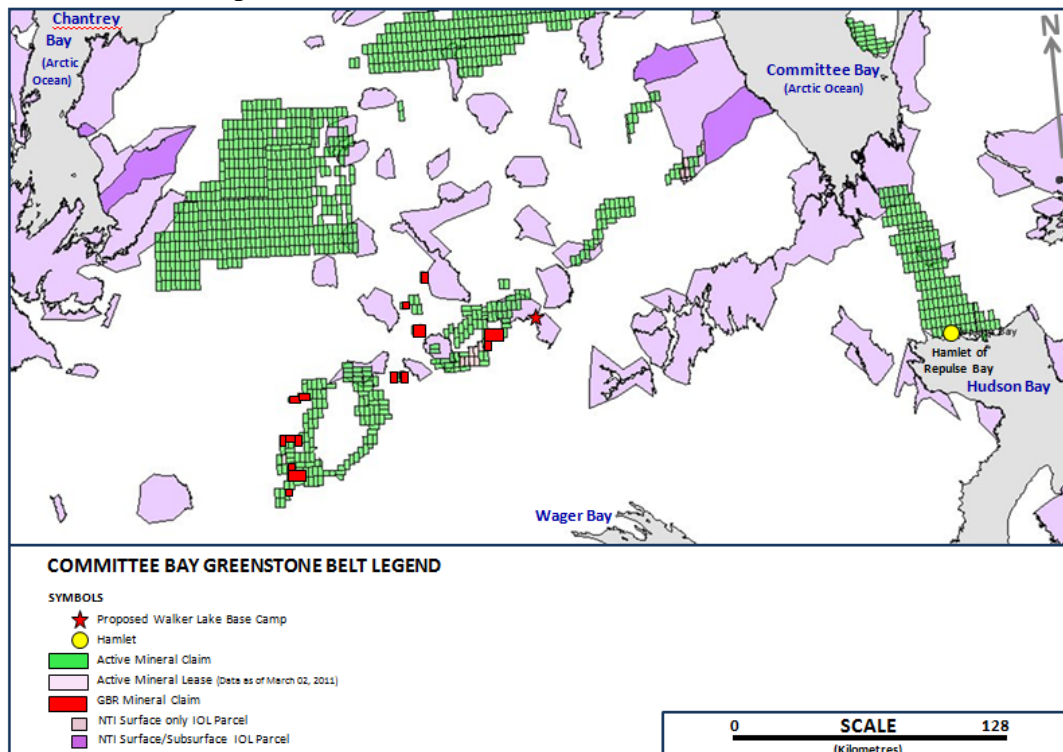 Chantrey
Bay
(Arctic
Ocean)
N
Committee Bay
(Arctic Ocean)
Bay
Hamlet of
Repulse Bay
Hudson Bay
Wager Bay
COMMITTEE BAY GREENSTONE BELT LEGEND
SYMBOLS
Proposed Walker Lake Base Camp
Hamlet
Active Mineral Claim
Active Mineral Lease (Data as of March 02, 2011)
GBR Mineral Claim
NTI Surface only IOL Parcel
NTI Surface/Subsurface IOL Parcel
0 SCALE 128
(Kilometres)